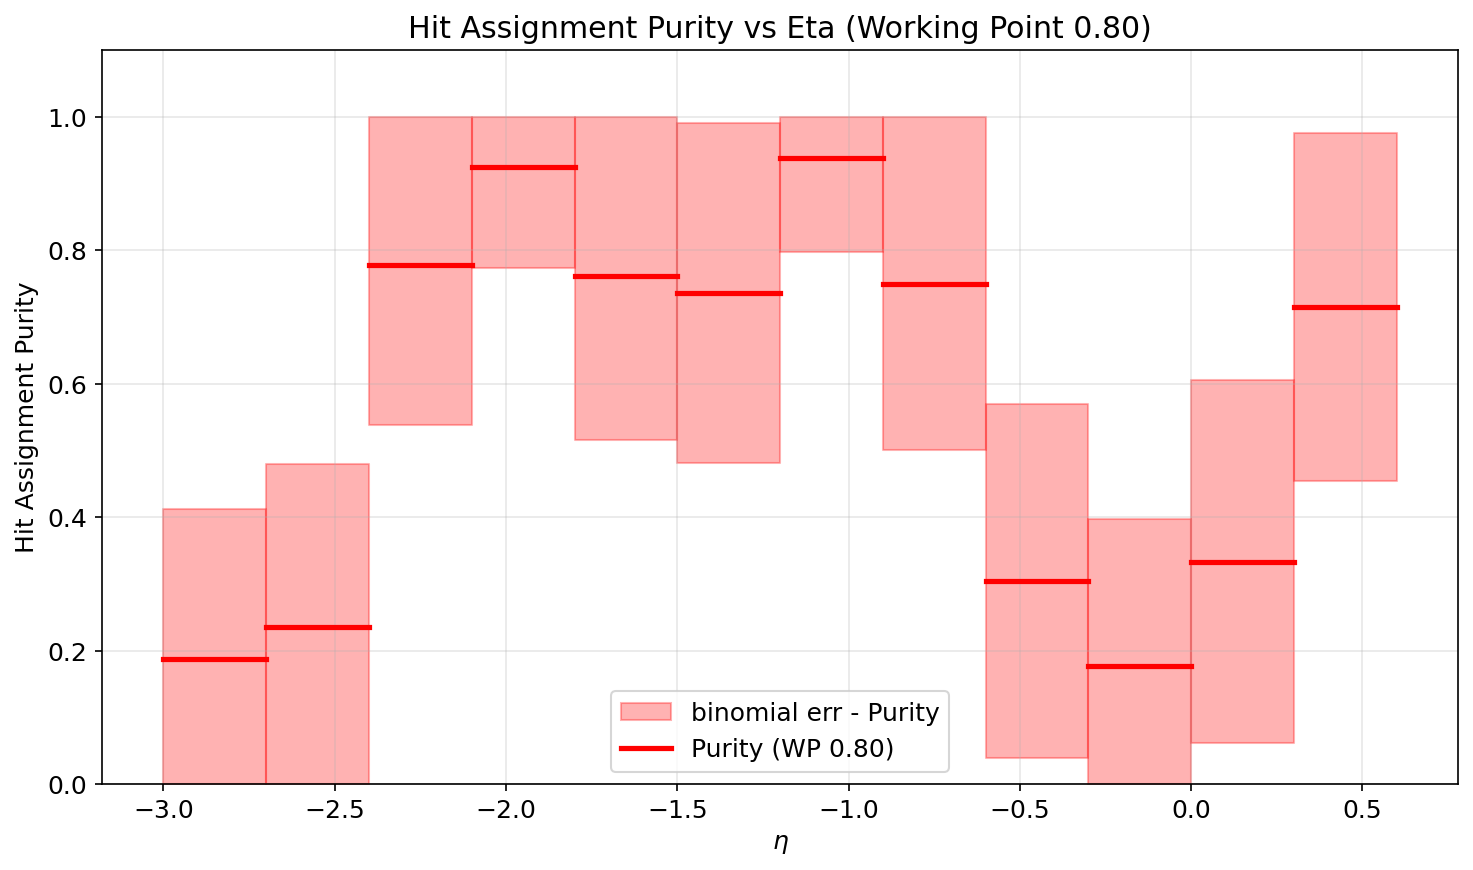 Hit Assignment Purity vs Eta (Working Point 0.80)
Hit Assignment Purity
1.0
0.8
0.6
0.4
0.2
0.0
binomial err - Purity
Purity (WP 0.80)
−3.0 −2.5 −2.0 −1.5 −1.0 −0.5 0.0 0.5
η